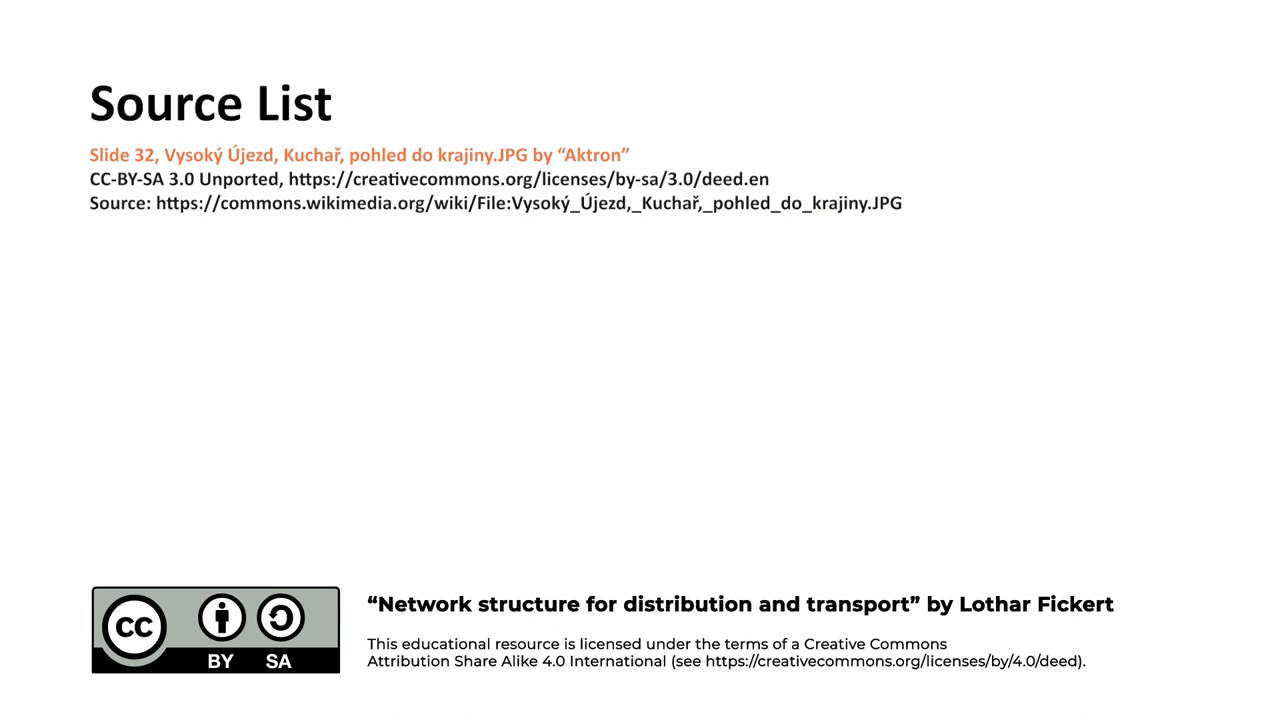 Source List
Slide 32, Vysoký Újezd, Kuchař, pohled do krajiny.JPG by “Aktron”
CC-BY-SA 3.0 Unported, https://creativecommons.org/licenses/by-sa/3.0/deed.en
Source: https://commons.wikimedia.org/wiki/File:Vysoký_Újezd,_Kuchař,_pohled_do_krajiny.JPG
CC
BY SA
“Network structure for distribution and transport” by Lothar Fickert
This educational resource is licensed under the terms of a Creative Commons
Attribution Share Alike 4.0 International (see https://creativecommons.org/licenses/by/4.0/deed).